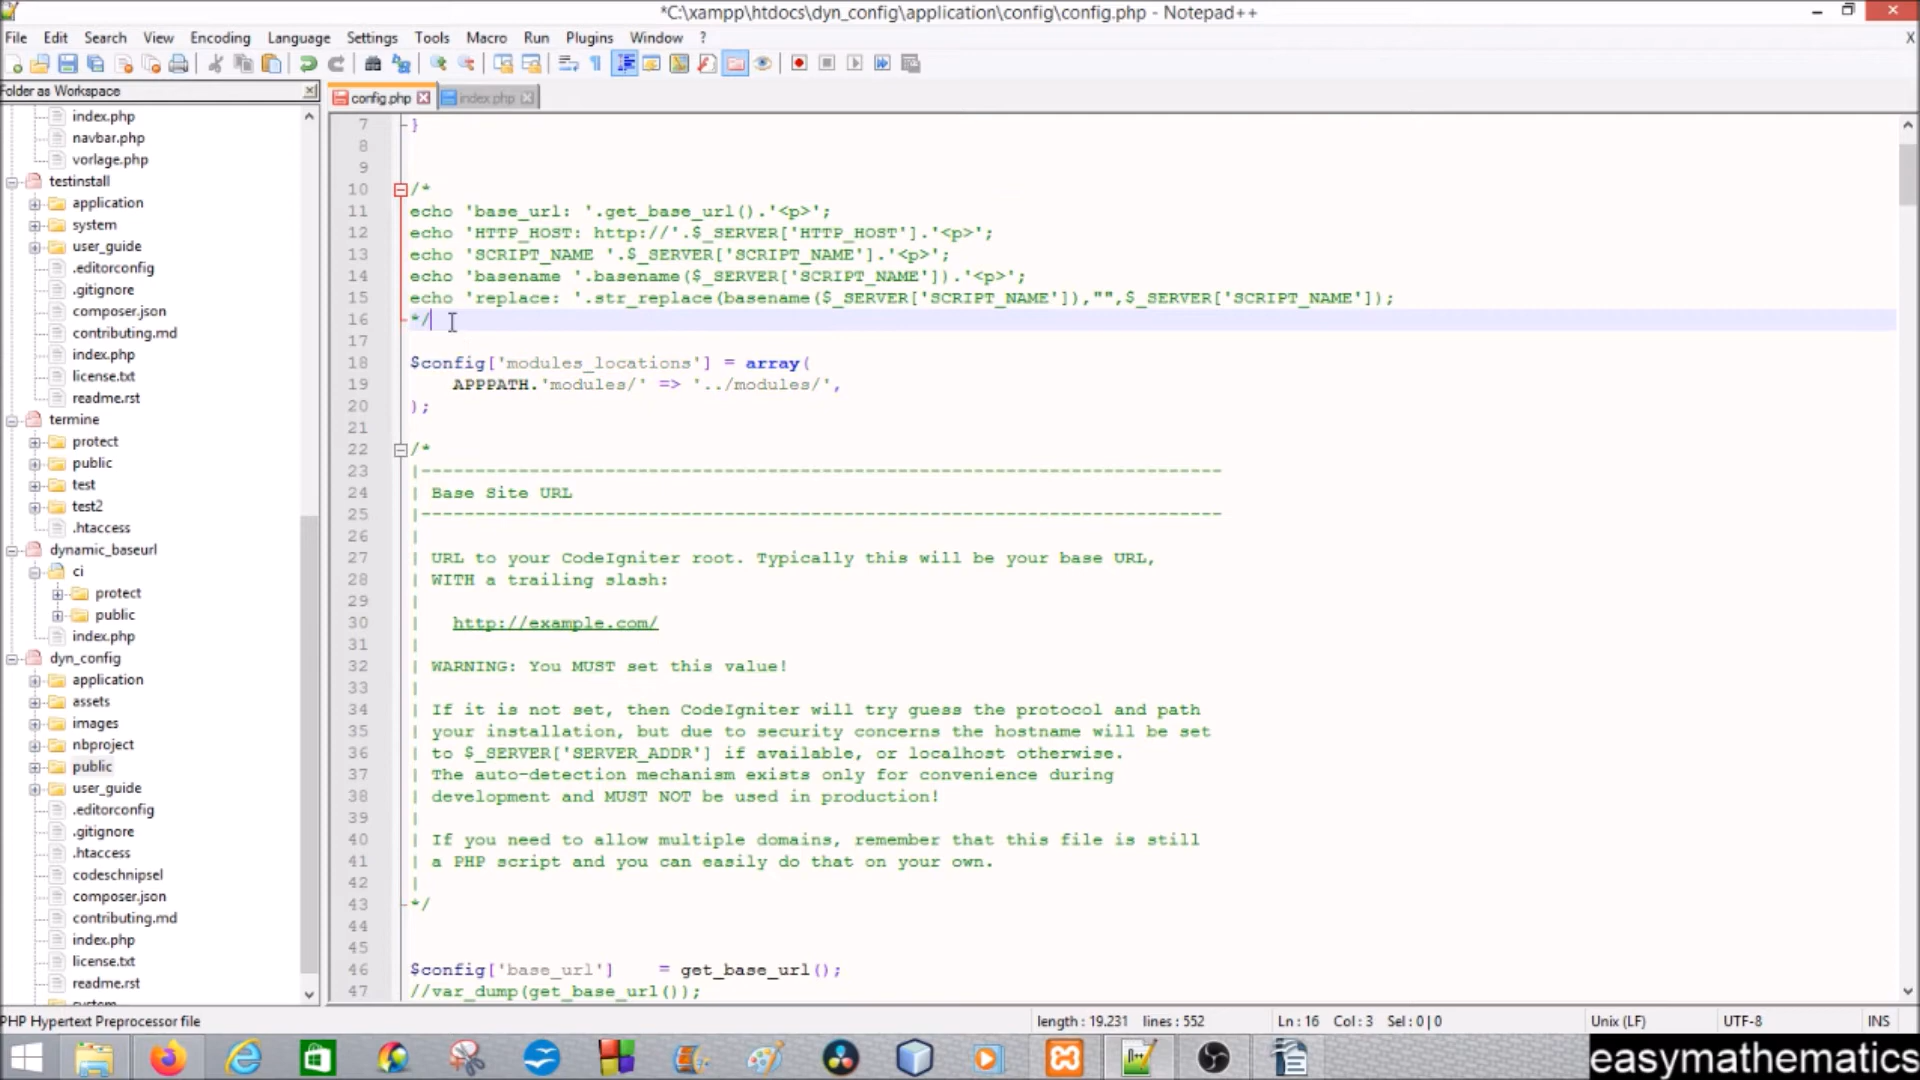 *C:\xampp\htdocs\dyn_config\application\config\config.php - Notepad++
File Edit Search View Encoding Language Settings Tools Macro Run Plugins Window ? X
Folder as Workspace
config.php index.php
index.php
navbar.php
vorlage.php
testinstall
application
system
user_guide
.editorconfig
.gitignore
composer.json
contributing.md
index.php
license.txt
readme.rst
termine
protect
public
test
test2
.htaccess
dynamic_baseurl
ci
protect
public
index.php
dyn_config
application
assets
images
nbproject
public
user_guide
.editorconfig
.gitignore
.htaccess
codeschnipsel
composer.json
contributing.md
index.php
license.txt
readme.rst
system
7 }
8
9
10 /*
11 echo 'base_url: '.get_base_url().'<p>';
12 echo 'HTTP_HOST: http://'.$_SERVER['HTTP_HOST'].'<p>';
13 echo 'SCRIPT_NAME '.$_SERVER['SCRIPT_NAME'].'<p>';
14 echo 'basename '.basename($_SERVER['SCRIPT_NAME']).'<p>';
15 echo 'replace: '.str_replace(basename($_SERVER['SCRIPT_NAME']),"",$_SERVER['SCRIPT_NAME']);
16 */
17
18 $config['modules_locations'] = array(
19 APPPATH.'modules/' => '../modules/',
20 );
21
22 /*
23 |--------------------------------------------------------------------------
24 | Base Site URL
25 |--------------------------------------------------------------------------
26 |
27 | URL to your CodeIgniter root. Typically this will be your base URL,
28 | WITH a trailing slash:
29 |
30 | http://example.com/
31 |
32 | WARNING: You MUST set this value!
33 |
34 | If it is not set, then CodeIgniter will try guess the protocol and path
35 | your installation, but due to security concerns the hostname will be set
36 | to $_SERVER['SERVER_ADDR'] if available, or localhost otherwise.
37 | The auto-detection mechanism exists only for convenience during
38 | development and MUST NOT be used in production!
39 |
40 | If you need to allow multiple domains, remember that this file is still
41 | a PHP script and you can easily do that on your own.
42 |
43 */
44
45
46 $config['base_url'] = get_base_url();
47 //var_dump(get_base_url());
PHP Hypertext Preprocessor file length : 19.231 lines : 552 Ln : 16 Col : 3 Sel : 0 | 0 Unix (LF) UTF-8 INS
easymathematics